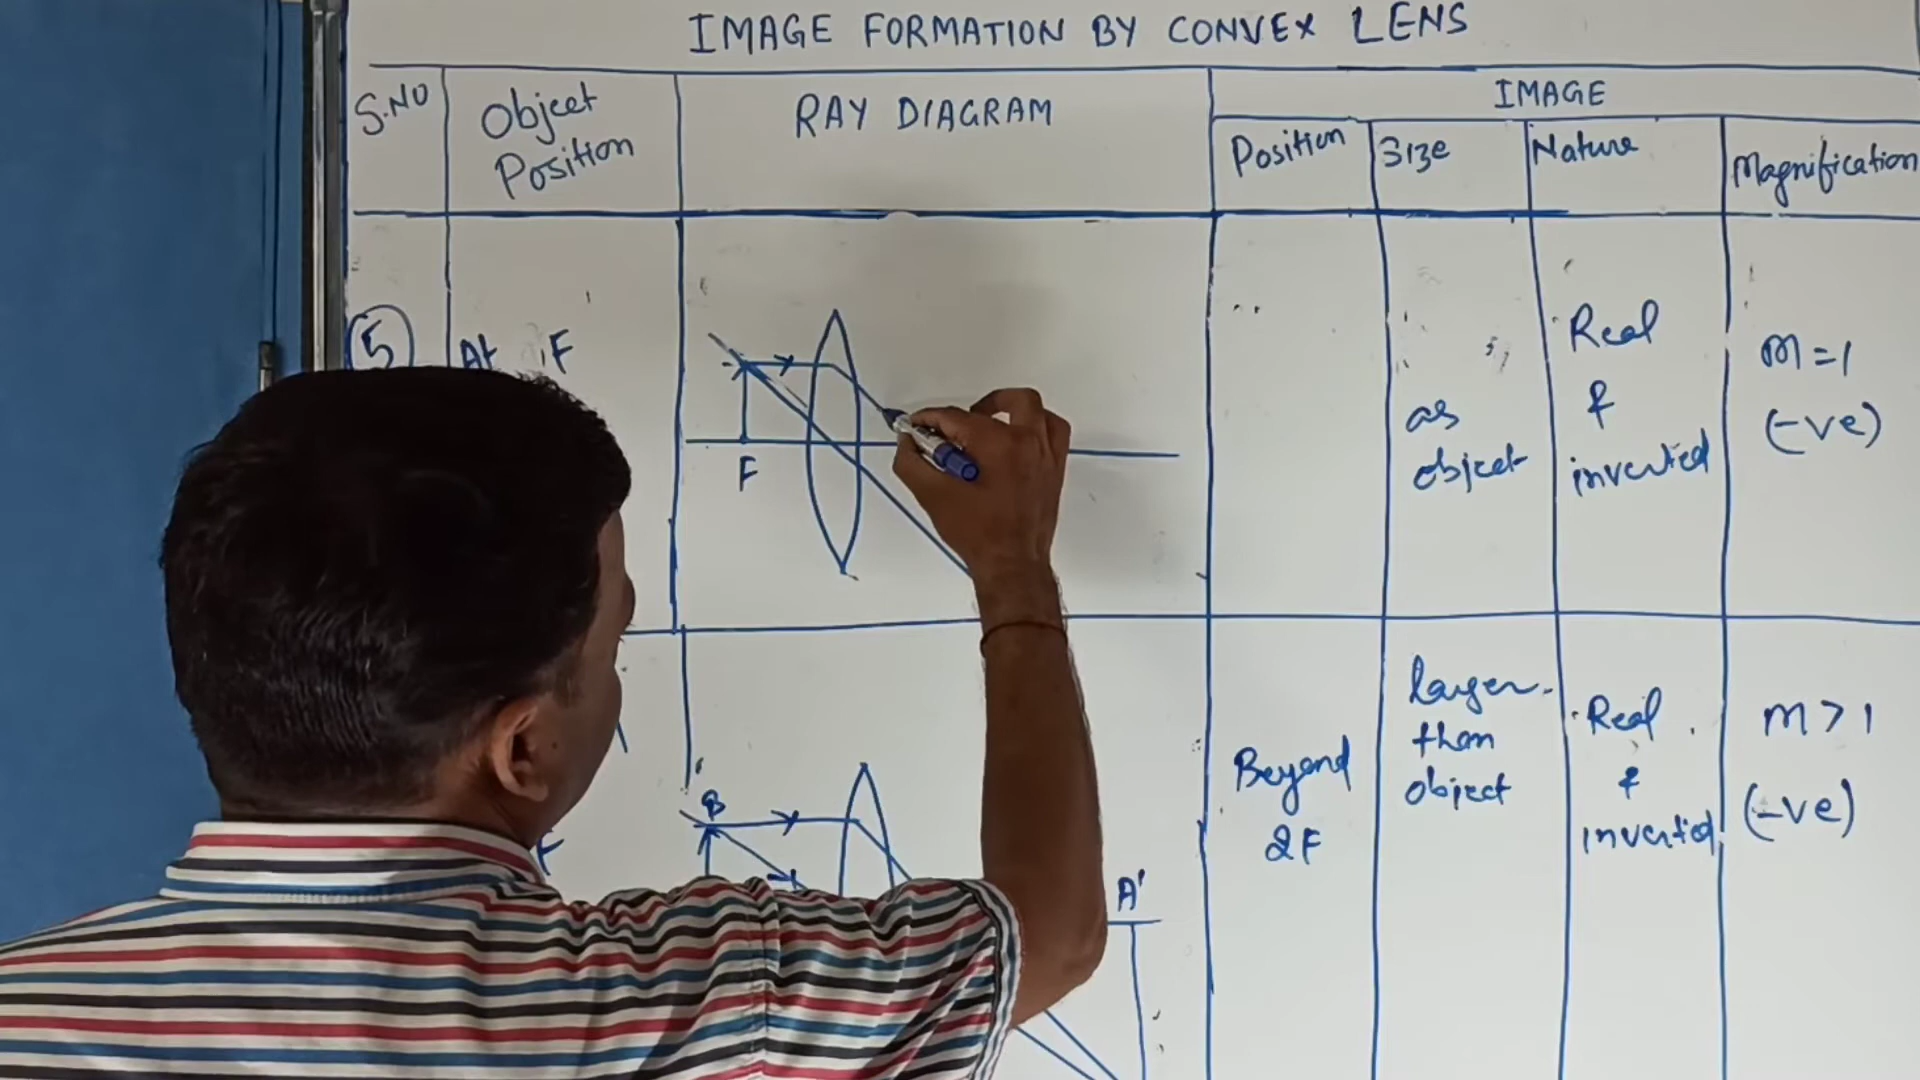 IMAGE FORMATION BY CONVEX LENS
S.NO
Object
Position
RAY DIAGRAM
IMAGE
Position
Size
Nature
Magnification
5
At F
F
as
object
Real
&
inverted
m=1
(-ve)
F
B
A'
Beyond
2F
Larger
than
object
Real
&
inverted
m > 1
(-ve)